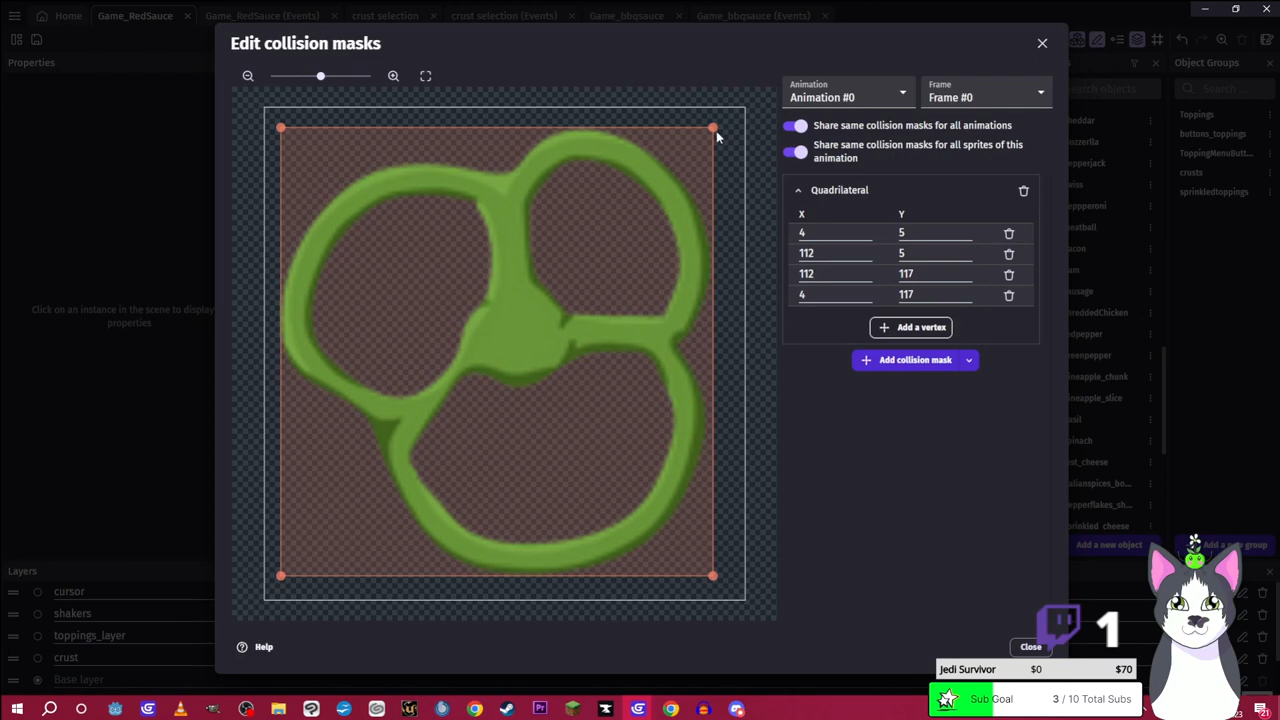 Home
Game_RedSauce
Game_RedSauce (Events)
crust selection
crust selection (Events)
Game_bbqsauce
Game_bbqsauce (Events)
Properties
Click on an instance in the scene to display
properties
Layers
cursor
shakers
toppings_layer
crust
Base layer
Edit collision masks
Help
Animation
Animation #0
Frame
Frame #0
Share same collision masks for all animations
Share same collision masks for all sprites of this
animation
Quadrilateral
X
Y
4
5
112
5
112
117
4
117
Add a vertex
Add collision mask
Close
Object Groups
Search ...
Toppings
buttons_toppings
ToppingMenuButt...
crusts
sprinkledtoppings
Add a new object
Add a new group
1
Jedi Survivor
$0
$70
Sub Goal
3 / 10 Total Subs